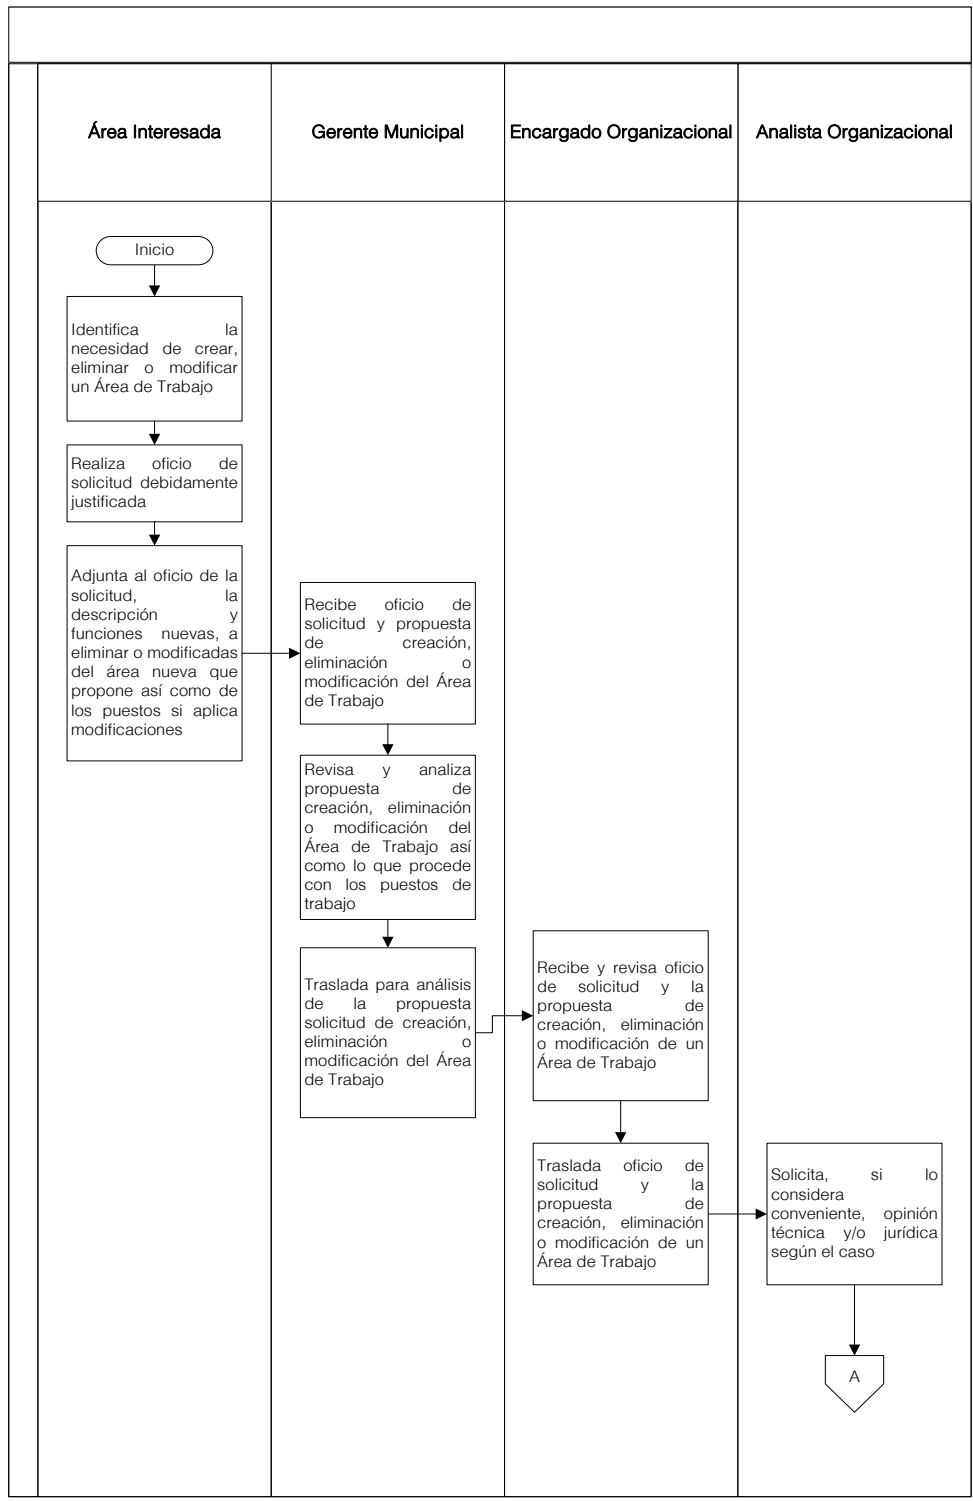 Área Interesada
Gerente Municipal
Encargado Organizacional
Analista Organizacional
Inicio
Identifica la
necesidad de crear,
eliminar o modificar
un Área de Trabajo
Realiza oficio de
solicitud debidamente
justificada
Adjunta al oficio de la
solicitud, la
descripción y
funciones nuevas, a
eliminar o modificadas
del área nueva que
propone así como de
los puestos si aplica
modificaciones
Recibe oficio de
solicitud y propuesta
de creación,
eliminación o
modificación del Área
de Trabajo
Revisa y analiza
propuesta de
creación, eliminación
o modificación del
Área de Trabajo así
como lo que procede
con los puestos de
trabajo
Traslada para análisis
de la propuesta
solicitud de creación,
eliminación o
modificación del Área
de Trabajo
Recibe y revisa oficio
de solicitud y la
propuesta de
creación, eliminación
o modificación de un
Área de Trabajo
Traslada oficio de
solicitud y la
propuesta de
creación, eliminación
o modificación de un
Área de Trabajo
Solicita, si lo
considera
conveniente, opinión
técnica y/o jurídica
según el caso
A